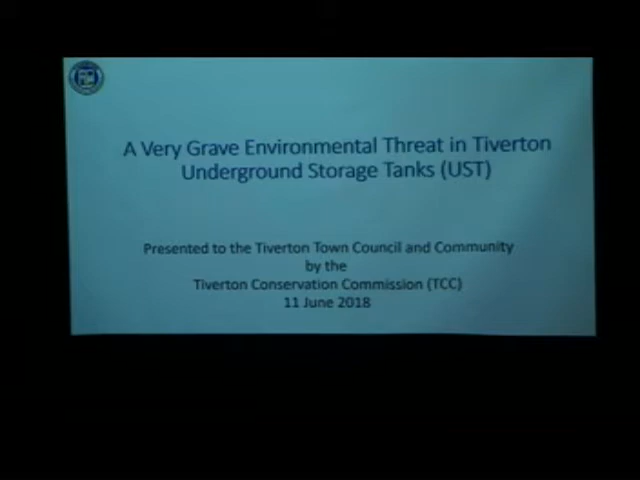 A Very Grave Environmental Threat in Tiverton
Underground Storage Tanks (UST)
Presented to the Tiverton Town Council and Community
by the
Tiverton Conservation Commission (TCC)
11 June 2018